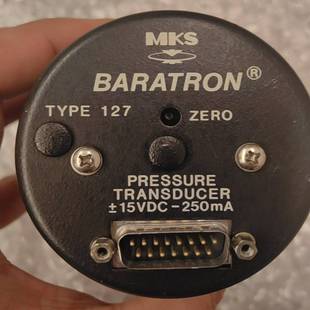 MKS
BARATRON®
TYPE 127 ZERO
PRESSURE
TRANSDUCER
±15VDC-250mA